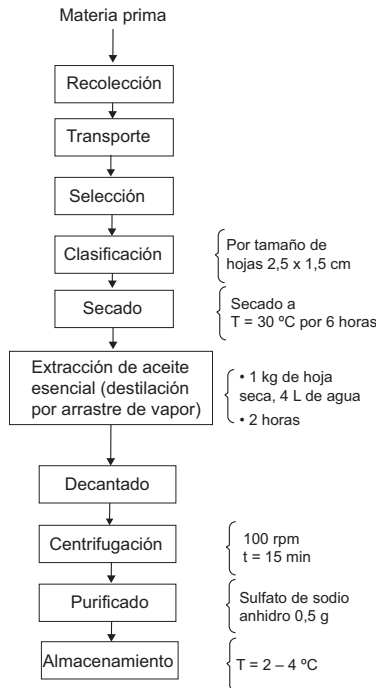 Materia prima
Recolección
Transporte
Selección
Clasificación
Por tamaño de
hojas 2,5 x 1,5 cm
Secado
Secado a
T = 30 ºC por 6 horas
Extracción de aceite
esencial (destilación
por arrastre de vapor)
• 1 kg de hoja
seca, 4 L de agua
• 2 horas
Decantado
Centrifugación
100 rpm
t = 15 min
Purificado
Sulfato de sodio
anhidro 0,5 g
Almacenamiento
T = 2 – 4 ºC